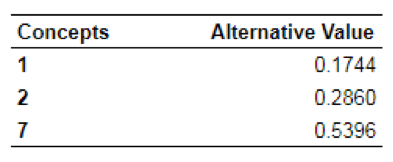 Concepts Alternative Value
1 0.1744
2 0.2860
7 0.5396